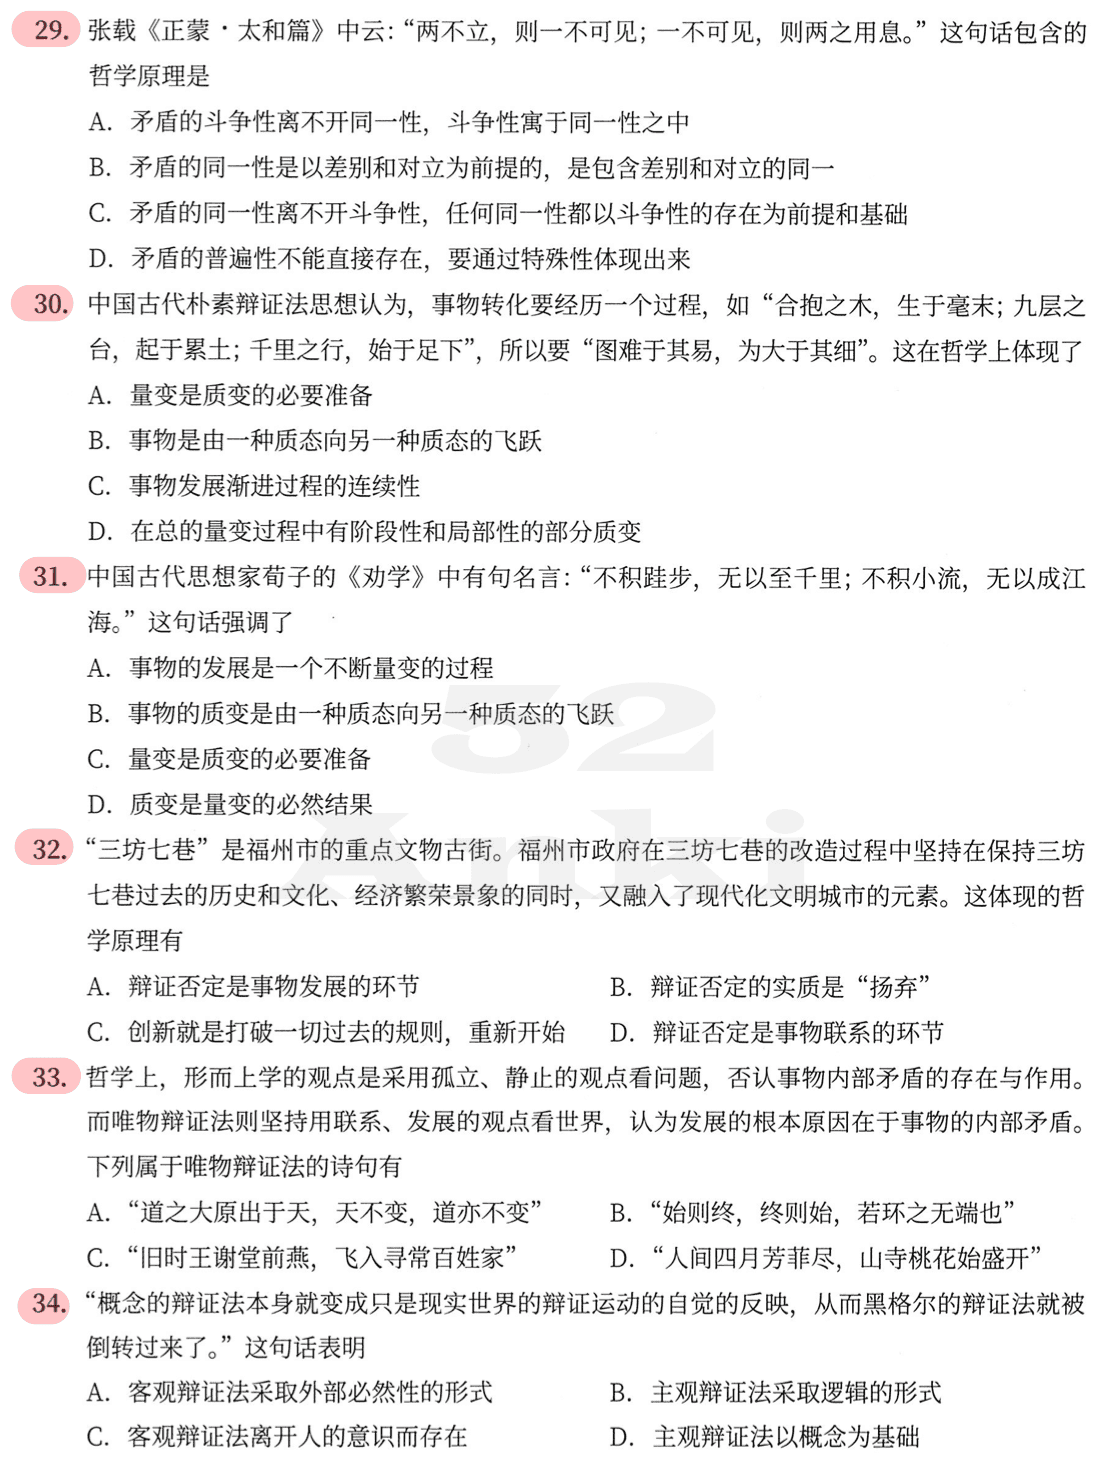 29. 张载《正蒙·太和篇》中云：“两不立，则一不可见；一不可见，则两之用息。”这句话包含的
哲学原理是
A. 矛盾的斗争性离不开同一性，斗争性寓于同一性之中
B. 矛盾的同一性是以差别和对立为前提的，是包含差别和对立的同一
C. 矛盾的同一性离不开斗争性，任何同一性都以斗争性的存在为前提和基础
D. 矛盾的普遍性不能直接存在，要通过特殊性体现出来
30. 中国古代朴素辩证法思想认为，事物转化要经历一个过程，如“合抱之木，生于毫末；九层之
台，起于累土；千里之行，始于足下”，所以要“图难于其易，为大于其细”。这在哲学上体现了
A. 量变是质变的必要准备
B. 事物是由一种质态向另一种质态的飞跃
C. 事物发展渐进过程的连续性
D. 在总的量变过程中有阶段性和局部性的部分质变
31. 中国古代思想家荀子的《劝学》中有句名言：“不积跬步，无以至千里；不积小流，无以成江
海。”这句话强调了
A. 事物的发展是一个不断量变的过程
B. 事物的质变是由一种质态向另一种质态的飞跃
C. 量变是质变的必要准备
D. 质变是量变的必然结果
52
Anki
32. “三坊七巷”是福州市的重点文物古街。福州市政府在三坊七巷的改造过程中坚持在保持三坊
七巷过去的历史和文化、经济繁荣景象的同时，又融入了现代化文明城市的元素。这体现的哲
学原理有
A. 辩证否定是事物发展的环节 B. 辩证否定的实质是“扬弃”
C. 创新就是打破一切过去的规则，重新开始 D. 辩证否定是事物联系的环节
33. 哲学上，形而上学的观点是采用孤立、静止的观点看问题，否认事物内部矛盾的存在与作用。
而唯物辩证法则坚持用联系、发展的观点看世界，认为发展的根本原因在于事物的内部矛盾。
下列属于唯物辩证法的诗句有
A. “道之大原出于天，天不变，道亦不变” B. “始则终，终则始，若环之无端也”
C. “旧时王谢堂前燕，飞入寻常百姓家” D. “人间四月芳菲尽，山寺桃花始盛开”
34. “概念的辩证法本身就变成只是现实世界的辩证运动的自觉的反映，从而黑格尔的辩证法就被
倒转过来了。”这句话表明
A. 客观辩证法采取外部必然性的形式 B. 主观辩证法采取逻辑的形式
C. 客观辩证法离开人的意识而存在 D. 主观辩证法以概念为基础